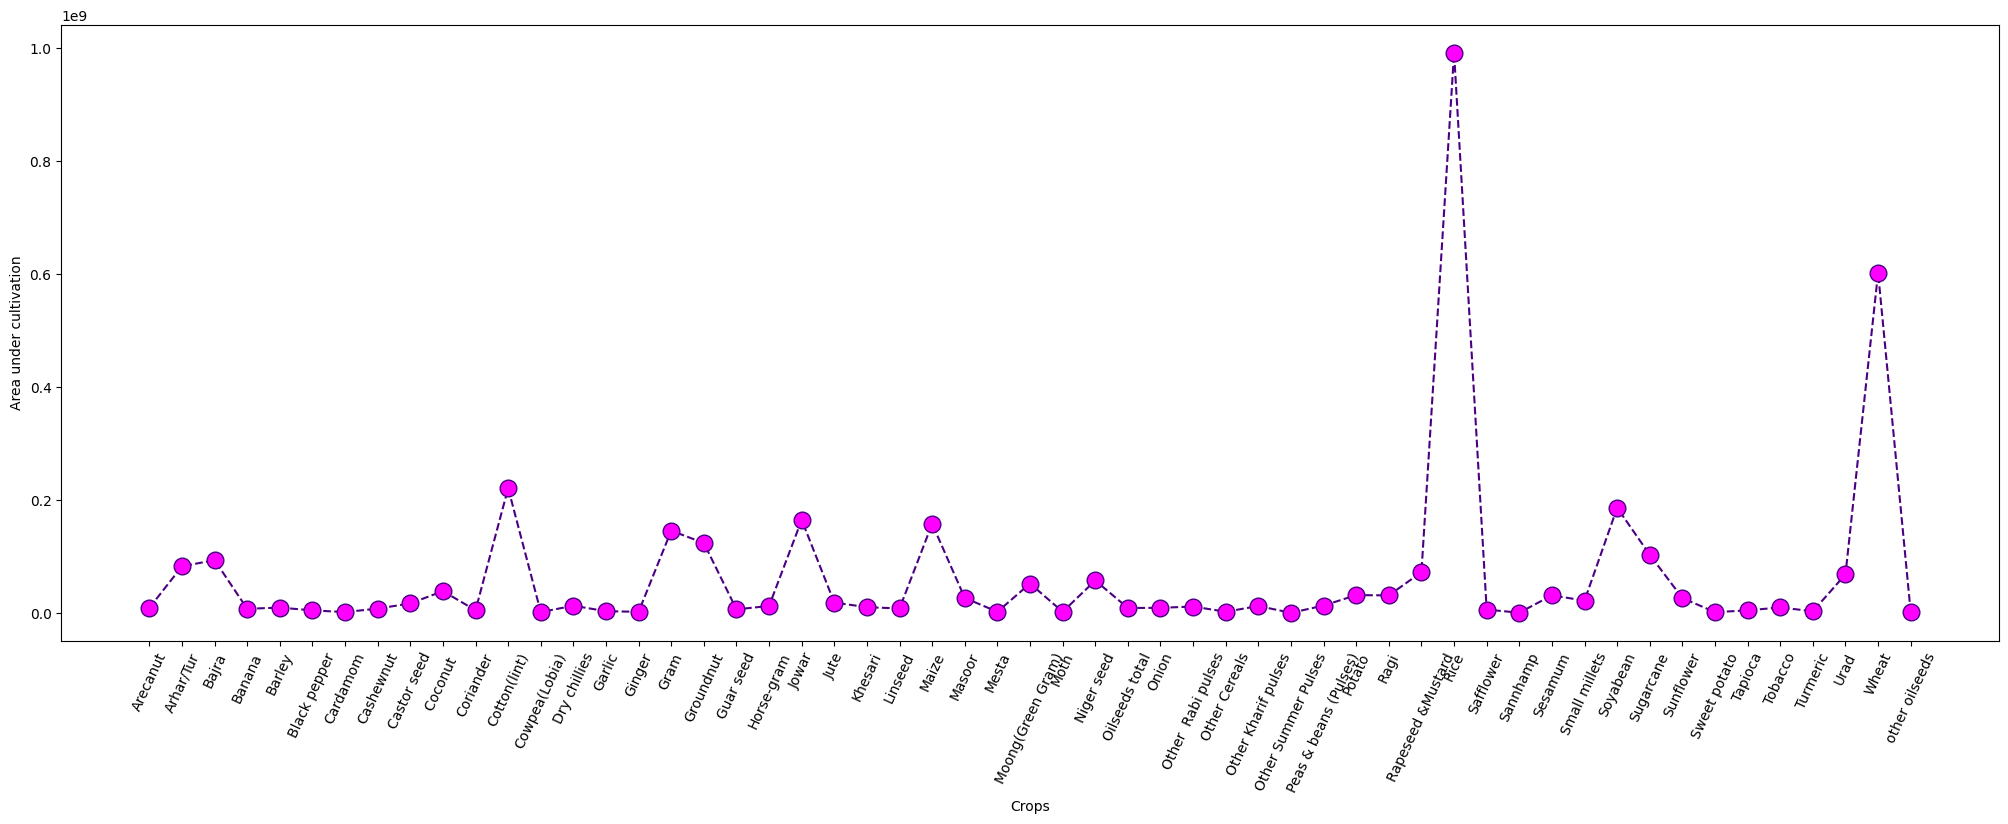 1e9
1.0
0.8
0.6
0.4
0.2
0.0
Area under cultivation
Arecanut
Arhar/Tur
Bajra
Banana
Barley
Black pepper
Cardamom
Cashewnut
Castor seed
Coconut
Coriander
Cotton(lint)
Cowpea(Lobia)
Dry chillies
Garlic
Ginger
Gram
Groundnut
Guar seed
Horse-gram
Jowar
Jute
Khesari
Linseed
Maize
Masoor
Mesta
Moong(Green Gram)
Moth
Niger seed
Oilseeds total
Onion
Other  Rabi pulses
Other Cereals
Other Kharif pulses
Other Summer Pulses
Peas & beans (Pulses)
Potato
Ragi
Rapeseed &Mustard
Rice
Safflower
Sannhamp
Sesamum
Small millets
Soyabean
Sugarcane
Sunflower
Sweet potato
Tapioca
Tobacco
Turmeric
Urad
Wheat
other oilseeds
Crops